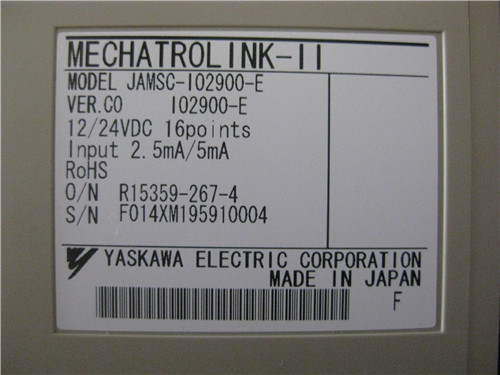 MECHATROLINK-II
MODEL JAMSC-IO2900-E
VER.CO IO2900-E
12/24VDC 16points
Input 2.5mA/5mA
RoHS
O/N R15359-267-4
S/N F014XM195910004
YASKAWA ELECTRIC CORPORATION
MADE IN JAPAN
F